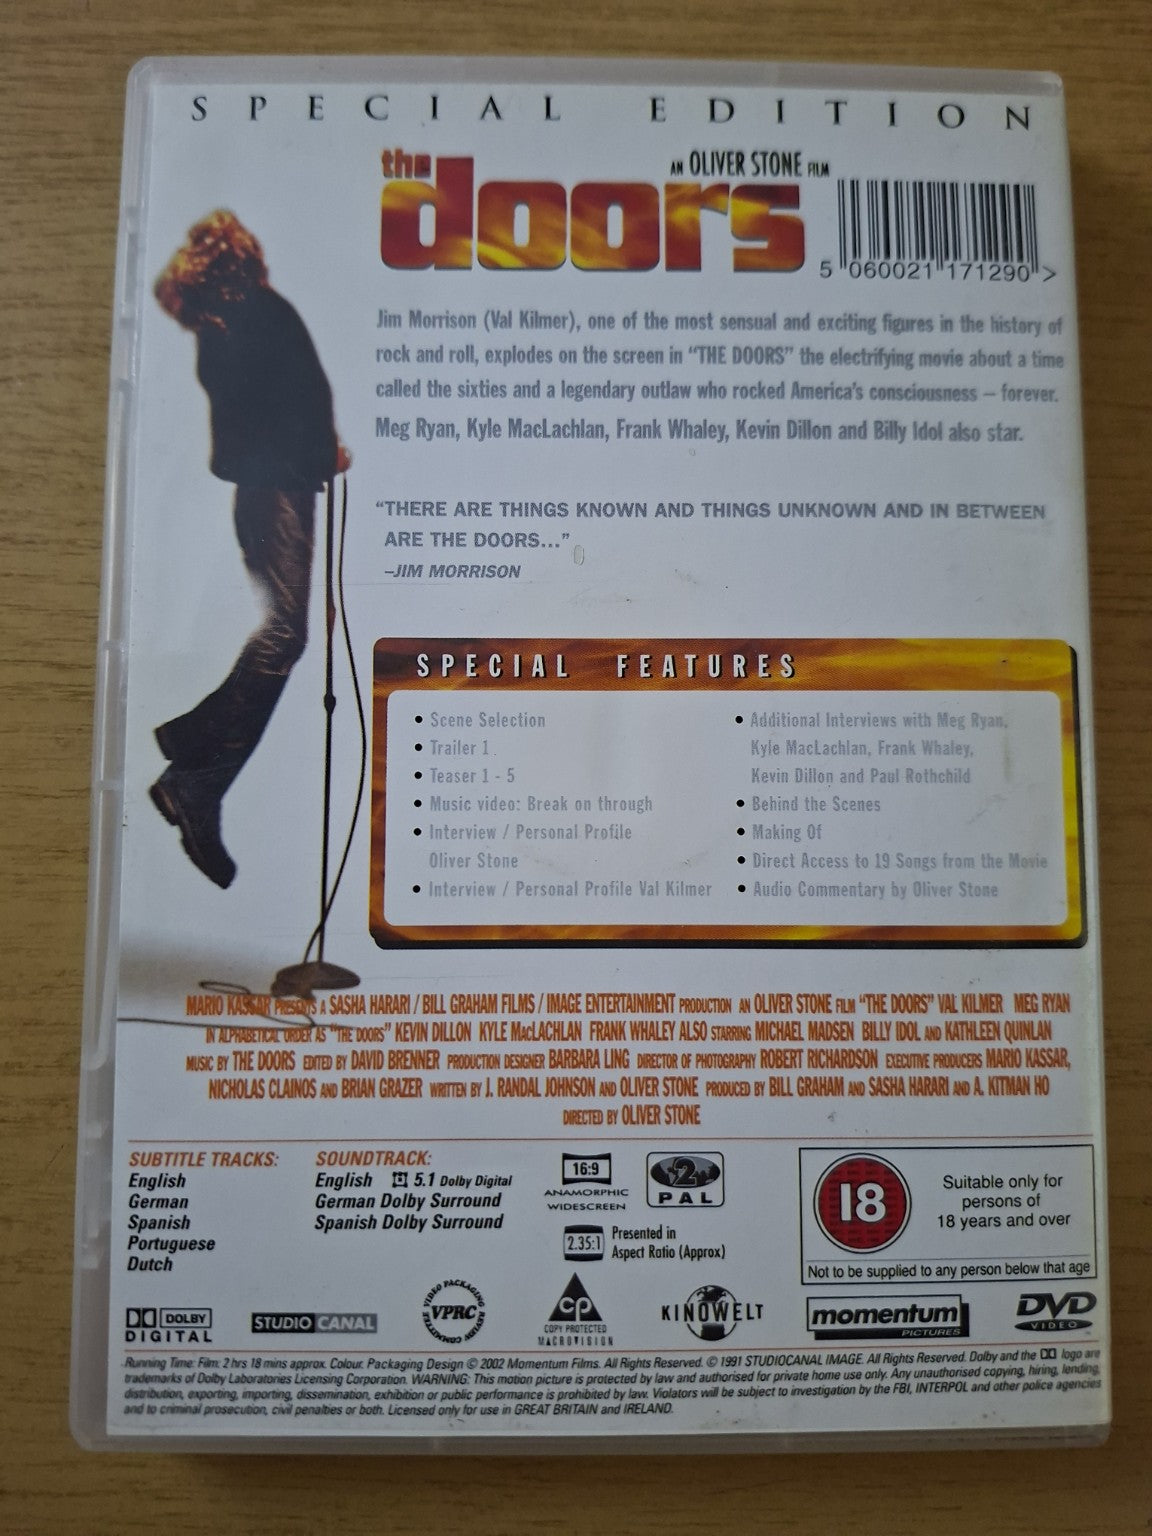 SPECIAL EDITION
the doors
AN OLIVER STONE FILM
5 060021 171290 >
Jim Morrison (Val Kilmer), one of the most sensual and exciting figures in the history of
rock and roll, explodes on the screen in “THE DOORS” the electrifying movie about a time
called the sixties and a legendary outlaw who rocked America's consciousness – forever.
Meg Ryan, Kyle MacLachlan, Frank Whaley, Kevin Dillon and Billy Idol also star.
“THERE ARE THINGS KNOWN AND THINGS UNKNOWN AND IN BETWEEN
ARE THE DOORS...”
–JIM MORRISON
SPECIAL FEATURES
• Scene Selection
• Trailer 1
• Teaser 1 - 5
• Music video: Break on through
• Interview / Personal Profile
Oliver Stone
• Interview / Personal Profile Val Kilmer
• Additional Interviews with Meg Ryan,
Kyle MacLachlan, Frank Whaley,
Kevin Dillon and Paul Rothchild
• Behind the Scenes
• Making Of
• Direct Access to 19 Songs from the Movie
• Audio Commentary by Oliver Stone
MARIO KASSAR PRESENTS A SASHA HARARI / BILL GRAHAM FILMS / IMAGE ENTERTAINMENT PRODUCTION AN OLIVER STONE FILM “THE DOORS” VAL KILMER MEG RYAN
IN ALPHABETICAL ORDER AS “THE DOORS” KEVIN DILLON KYLE MacLACHLAN FRANK WHALEY ALSO STARRING MICHAEL MADSEN BILLY IDOL AND KATHLEEN QUINLAN
MUSIC BY THE DOORS EDITED BY DAVID BRENNER PRODUCTION DESIGNER BARBARA LING DIRECTOR OF PHOTOGRAPHY ROBERT RICHARDSON EXECUTIVE PRODUCERS MARIO KASSAR,
NICHOLAS CLAINOS AND BRIAN GRAZER WRITTEN BY J. RANDAL JOHNSON AND OLIVER STONE PRODUCED BY BILL GRAHAM AND SASHA HARARI AND A. KITMAN HO
DIRECTED BY OLIVER STONE
SUBTITLE TRACKS:
English
German
Spanish
Portuguese
Dutch
SOUNDTRACK:
English 5.1 Dolby Digital
German Dolby Surround
Spanish Dolby Surround
16:9
ANAMORPHIC
WIDESCREEN
2
PAL
2.35:1 Presented in
Aspect Ratio (Approx)
18
Suitable only for
persons of
18 years and over
Not to be supplied to any person below that age
DOLBY
DIGITAL
STUDIO CANAL
VIDEO PACKAGING REVIEW COMMITTEE
VPRC
cp
COPY PROTECTED
MACROVISION
KINOWELT
momentum
PICTURES
DVD
VIDEO
Running Time: Film: 2 hrs 18 mins approx. Colour. Packaging Design © 2002 Momentum Films. All Rights Reserved. © 1991 STUDIOCANAL IMAGE. All Rights Reserved. Dolby and the logo are
trademarks of Dolby Laboratories Licensing Corporation. WARNING: This motion picture is protected by law and authorised for private home use only. Any unauthorised copying, hiring, lending,
distribution, exporting, importing, dissemination, exhibition or public performance is prohibited by law. Violators will be subject to investigation by the FBI, INTERPOL and other police agencies
and to criminal prosecution, civil penalties or both. Licensed only for use in GREAT BRITAIN and IRELAND.